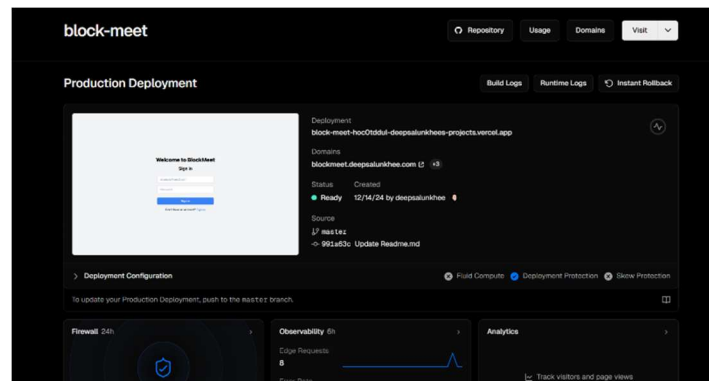 block-meet
Repository
Usage
Domains
Visit
Production Deployment
Build Logs
Runtime Logs
Instant Rollback
Welcome to BlockMeet
Sign In
Deployment
block-meet-hoc0tddul-deepsalunkhees-projects.vercel.app
Domains
blockmeet.deepsalunkhee.com +3
Status Created
Ready 12/14/24 by deepsalunkhee
Source
master
991a63c Update Readme.md
Deployment Configuration
Fluid Compute Deployment Protection Skew Protection
To update your Production Deployment, push to the master branch.
Firewall 24h
Observability 6h
Analytics
Edge Requests
8
Track visitors and page views